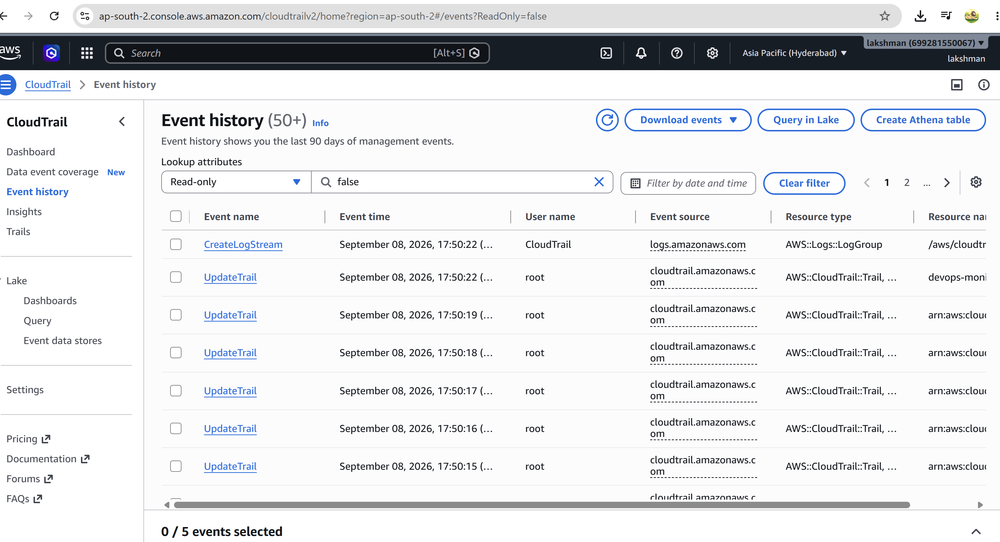 ap-south-2.console.aws.amazon.com/cloudtrailv2/home?region=ap-south-2#/events?ReadOnly=false
aws
Search
[Alt+S]
Asia Pacific (Hyderabad)
lakshman (699281550067)
lakshman
CloudTrail
Event history
CloudTrail
Dashboard
Data event coverage New
Event history
Insights
Trails
Lake
Dashboards
Query
Event data stores
Settings
Pricing
Documentation
Forums
FAQs
Event history (50+) Info
Download events
Query in Lake
Create Athena table
Event history shows you the last 90 days of management events.
Lookup attributes
Read-only
false
Filter by date and time
Clear filter
1 2 ...
Event name Event time User name Event source Resource type Resource nai
CreateLogStream September 08, 2026, 17:50:22 (... CloudTrail logs.amazonaws.com AWS::Logs::LogGroup /aws/cloudtr
UpdateTrail September 08, 2026, 17:50:22 (... root cloudtrail.amazonaws.c
om AWS::CloudTrail::Trail, ... devops-moni
UpdateTrail September 08, 2026, 17:50:19 (... root cloudtrail.amazonaws.c
om AWS::CloudTrail::Trail, ... arn:aws:clou
UpdateTrail September 08, 2026, 17:50:18 (... root cloudtrail.amazonaws.c
om AWS::CloudTrail::Trail, ... arn:aws:clou
UpdateTrail September 08, 2026, 17:50:17 (... root cloudtrail.amazonaws.c
om AWS::CloudTrail::Trail, ... arn:aws:clou
UpdateTrail September 08, 2026, 17:50:16 (... root cloudtrail.amazonaws.c
om AWS::CloudTrail::Trail, ... arn:aws:clou
UpdateTrail September 08, 2026, 17:50:15 (... root cloudtrail.amazonaws.c
om AWS::CloudTrail::Trail, ... arn:aws:clou
cloudtrail.amazonaws.c
0 / 5 events selected